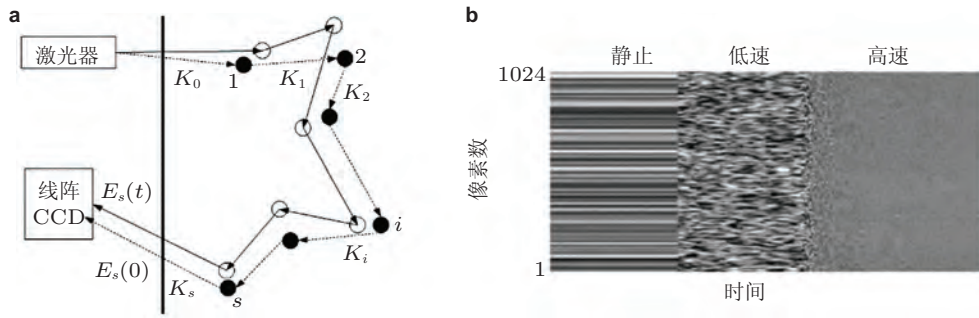 a
激光器
K₀
1
K₁
2
K₂
线阵
CCD
Eₛ(t)
Eₛ(0)
Kₛ
s
Kᵢ
i
b
静止
低速
高速
1024
像素数
1
时间